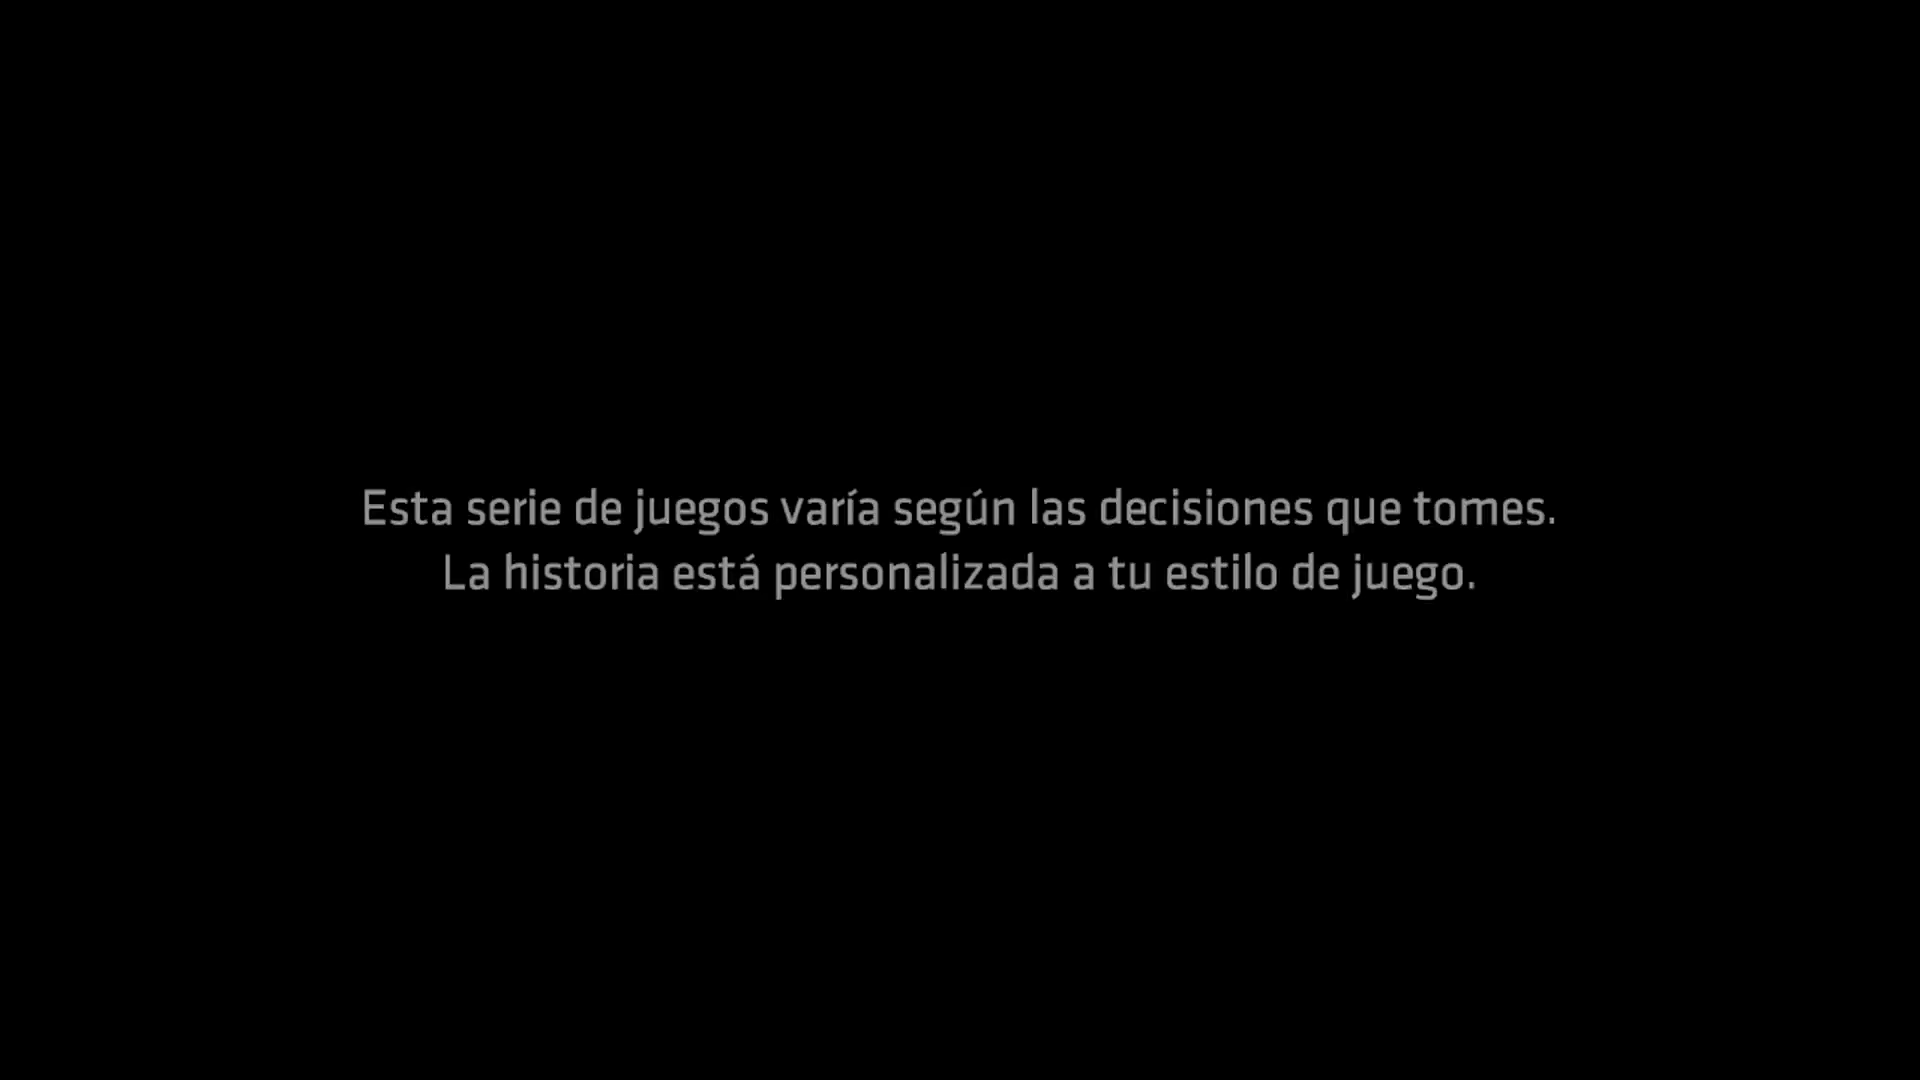 Esta serie de juegos varía según las decisiones que tomes.
La historia está personalizada a tu estilo de juego.